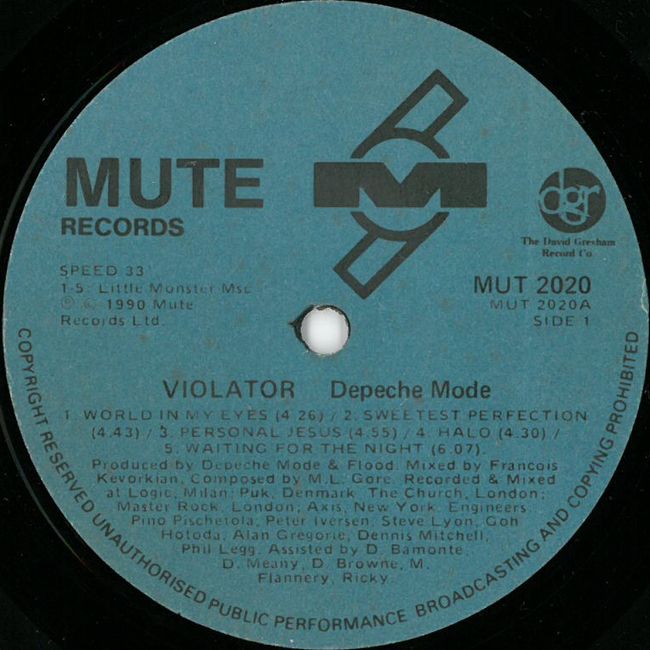 MUTE
RECORDS
M
dgr
The David Gresham
Record Co.
SPEED 33
1-5: Little Monster Msc
℗ © 1990 Mute
Records Ltd.
MUT 2020
MUT 2020A
SIDE 1
VIOLATOR Depeche Mode
1. WORLD IN MY EYES (4.26) / 2. SWEETEST PERFECTION
(4.43) / 3. PERSONAL JESUS (4.55) / 4. HALO (4.30) /
5. WAITING FOR THE NIGHT (6.07).
Produced by Depeche Mode & Flood. Mixed by Francois
Kevorkian, Composed by M.L. Gore. Recorded & Mixed
at Logic, Milan; Puk, Denmark. The Church, London;
Master Rock, London; Axis, New York. Engineers:
Pino Pischetola, Peter Iversen, Steve Lyon, Goh
Hotoda, Alan Gregorie, Dennis Mitchell,
Phil Legg. Assisted by D. Bamonte,
D. Meany, D. Browne, M.
Flannery, Ricky.
COPYRIGHT RESERVED UNAUTHORISED PUBLIC PERFORMANCE BROADCASTING AND COPYING PROHIBITED